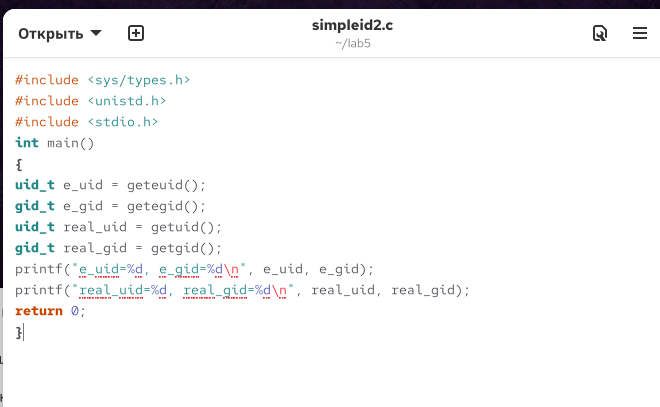 Открыть
simpleid2.c
~/lab5
#include <sys/types.h>
#include <unistd.h>
#include <stdio.h>
int main()
{
uid_t e_uid = geteuid();
gid_t e_gid = getegid();
uid_t real_uid = getuid();
gid_t real_gid = getgid();
printf("e_uid=%d, e_gid=%d\n", e_uid, e_gid);
printf("real_uid=%d, real_gid=%d\n", real_uid, real_gid);
return 0;
}